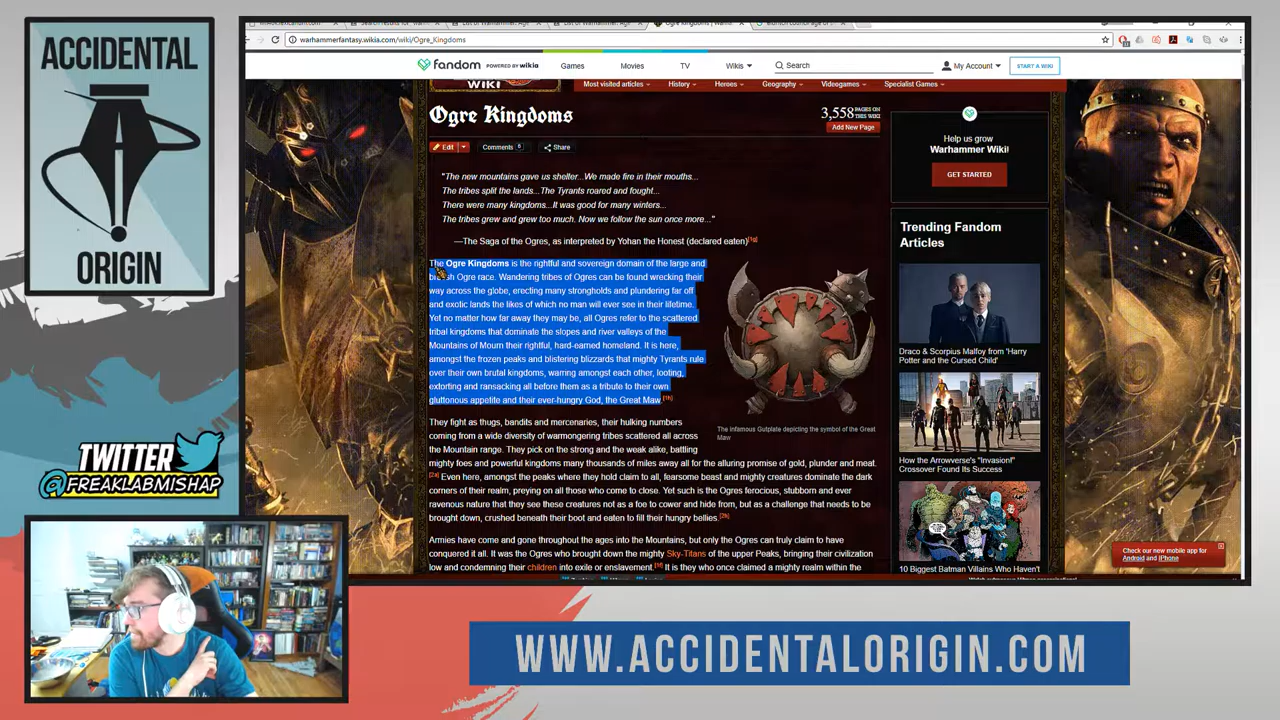 ACCIDENTAL
ORIGIN
warhammerfantasy.wikia.com/wiki/Ogre_Kingdoms
fandom POWERED BY wikia
Games
Movies
TV
Wikis
Search
My Account
START A WIKI
WIKI
Most visited articles
History
Heroes
Geography
Videogames
Specialist Games
Ogre Kingdoms
3,558 PAGES ON THIS WIKI
Add New Page
Edit
Comments 5
Share
"The new mountains gave us shelter...We made fire in their mouths...
The tribes split the lands...The Tyrants roared and fought...
There were many kingdoms...It was good for many winters...
The tribes grew and grew too much. Now we follow the sun once more..."
—The Saga of the Ogres, as interpreted by Yohan the Honest (declared eaten)
The Ogre Kingdoms is the rightful and sovereign domain of the large and
Ogre race. Wandering tribes of Ogres can be found wrecking their
way across the globe, erecting many strongholds and plundering far off
and exotic lands the likes of which no man will ever see in their lifetime.
Yet no matter how far away they may be, all Ogres refer to the scattered
tribal kingdoms that dominate the slopes and river valleys of the
Mountains of Mourn their rightful, hard-earned homeland. It is here,
amongst the frozen peaks and blistering blizzards that mighty Tyrants rule
over their own brutal kingdoms, warring amongst each other, looting,
extorting and ransacking all before them as a tribute to their own
gluttonous appetite and their ever-hungry God, the Great Maw.
The infamous Gutplate depicting the symbol of the Great
Maw
They fight as thugs, bandits and mercenaries, their hulking numbers
coming from a wide diversity of warmongering tribes scattered all across
the Mountain range. They pick on the strong and the weak alike, battling
mighty foes and powerful kingdoms many thousands of miles away all for the alluring promise of gold, plunder and meat.
Even here, amongst the peaks where they hold claim to all, fearsome beast and mighty creatures dominate the dark
corners of their realm, preying on all those who come to close. Yet such is the Ogres ferocious, stubborn and ever
ravenous nature that they see these creatures not as a foe to cower and hide from, but as a challenge that needs to be
brought down, crushed beneath their boot and eaten to fill their hungry bellies.
Armies have come and gone throughout the ages into the Mountains, but only the Ogres can truly claim to have
conquered it all. It was the Ogres who brought down the mighty Sky-Titans of the upper Peaks, bringing their civilization
low and condemning their children into exile or enslavement. It is they who once claimed a mighty realm within the
Help us grow
Warhammer Wiki!
GET STARTED
Trending Fandom
Articles
Draco & Scorpius Malfoy from 'Harry
Potter and the Cursed Child'
How the Arrowverse's "Invasion!"
Crossover Found Its Success
10 Biggest Batman Villains Who Haven't
Check our new mobile app for
Android and iPhone
TWITTER
@FREAKLABMISHAP
WWW.ACCIDENTALORIGIN.COM